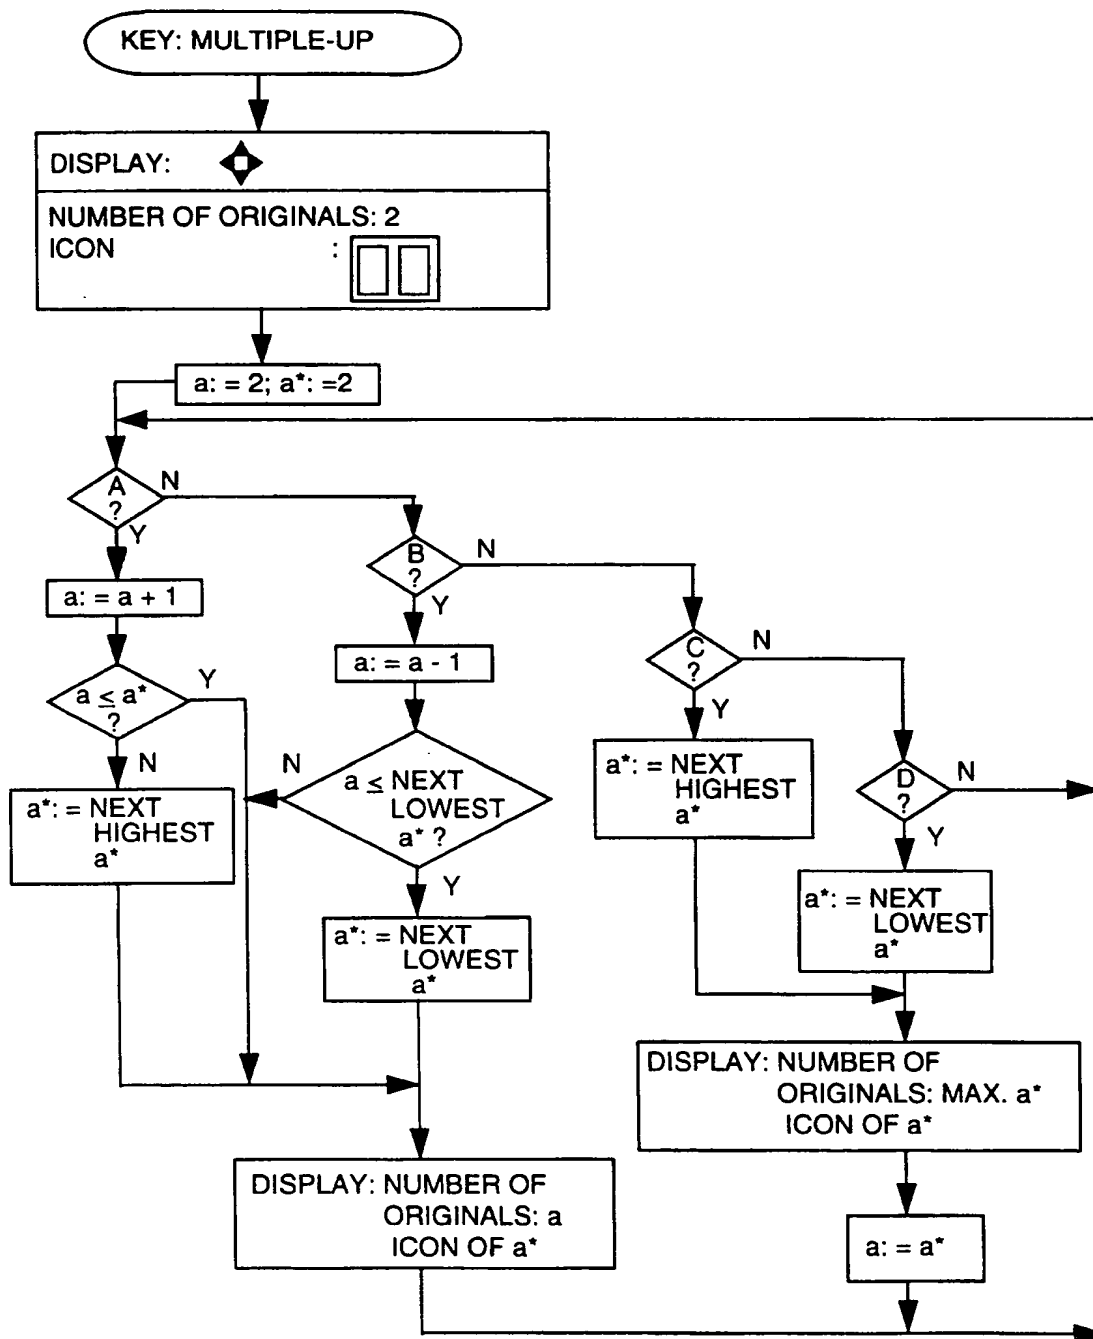 KEY: MULTIPLE-UP
DISPLAY:
NUMBER OF ORIGINALS: 2
ICON :
a: = 2; a*: =2
A
?
N
Y
B
?
N
Y
a: = a + 1
a: = a - 1
C
?
N
Y
a ≤ a*
?
Y
N
a ≤ NEXT
LOWEST
a* ?
N
Y
a*: = NEXT
HIGHEST
a*
D
?
N
Y
a*: = NEXT
HIGHEST
a*
a*: = NEXT
LOWEST
a*
a*: = NEXT
LOWEST
a*
DISPLAY: NUMBER OF
ORIGINALS: MAX. a*
ICON OF a*
DISPLAY: NUMBER OF
ORIGINALS: a
ICON OF a*
a: = a*